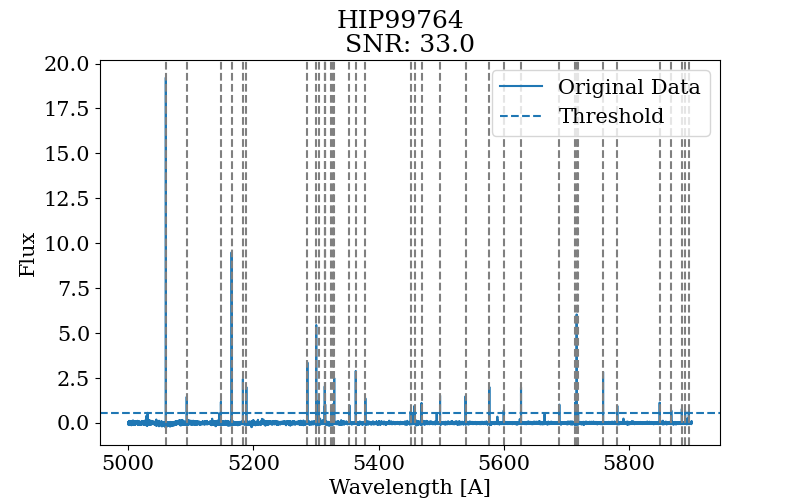 HIP99764
SNR: 33.0
Original Data
Threshold
20.0
17.5
15.0
12.5
10.0
7.5
5.0
2.5
0.0
Flux
5000 5200 5400 5600 5800
Wavelength [A]